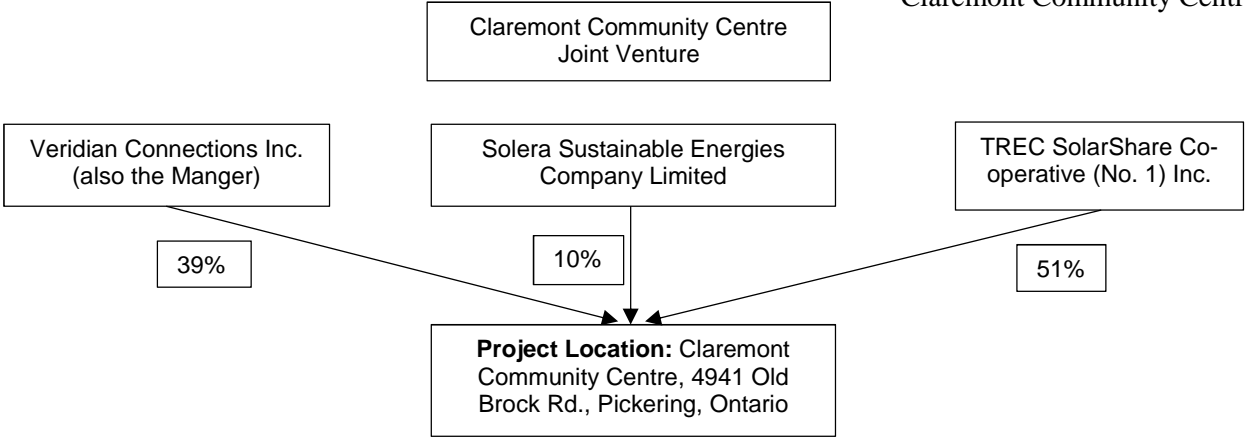 Claremont Community Centr
Claremont Community Centre
Joint Venture
Veridian Connections Inc.
(also the Manger)
Solera Sustainable Energies
Company Limited
TREC SolarShare Co-
operative (No. 1) Inc.
39%
10%
51%
Project Location: Claremont
Community Centre, 4941 Old
Brock Rd., Pickering, Ontario